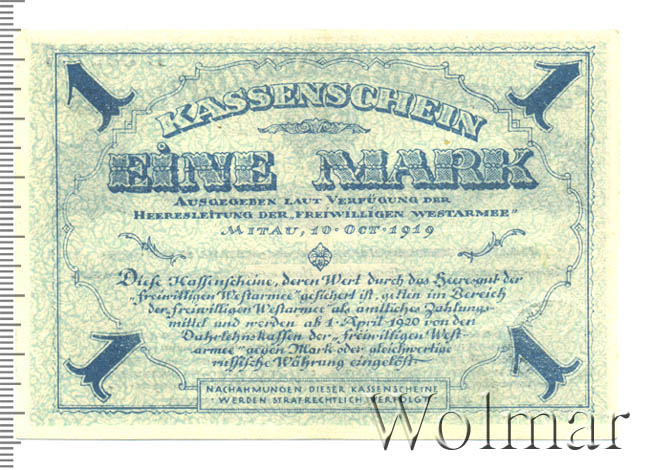 1 1
KASSENSCHEIN
EINE MARK
AUSGEGEBEN LAUT VERFÜGUNG DER
HEERESLEITUNG DER „FREIWILLIGEN WESTARMEE"
MITAU, 10·OCT·1919
Diese Kassenscheine, deren Wert durch das Heeresgut der
„freiwilligen Westarmee" gesichert ist, gelten im Bereich
der „freiwilligen Westarmee" als amtliches Zahlungs-
mittel und werden ab 1·April 1920 von den
Darlehnskassen der „freiwilligen West-
armee" gegen Mark oder gleichwertige
russische Währung eingelöst·
1 1
NACHAHMUNGEN DIESER KASSENSCHEINE
WERDEN STRAFRECHTLICH VERFOLGT
Wolmar